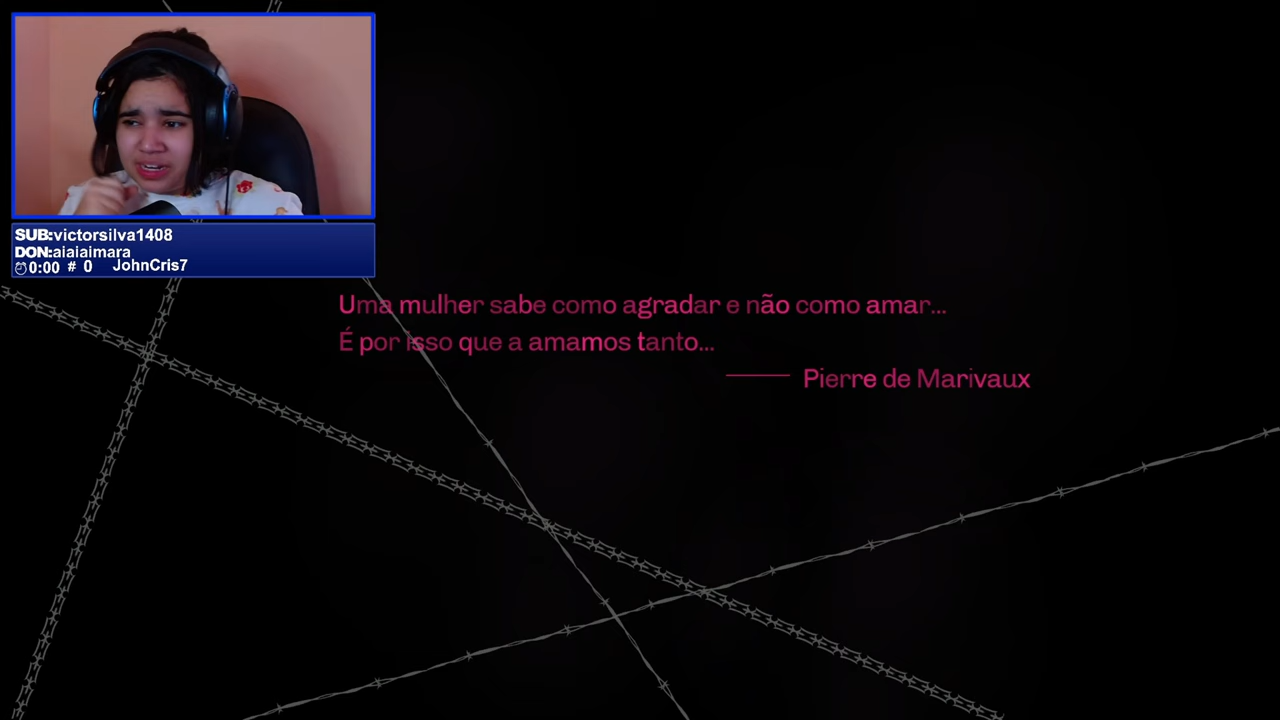 SUB:victorsilva1408
DON:aiaiaimara
0:00 # 0 JohnCris7
Uma mulher sabe como agradar e não como amar...
É por isso que a amamos tanto...
Pierre de Marivaux